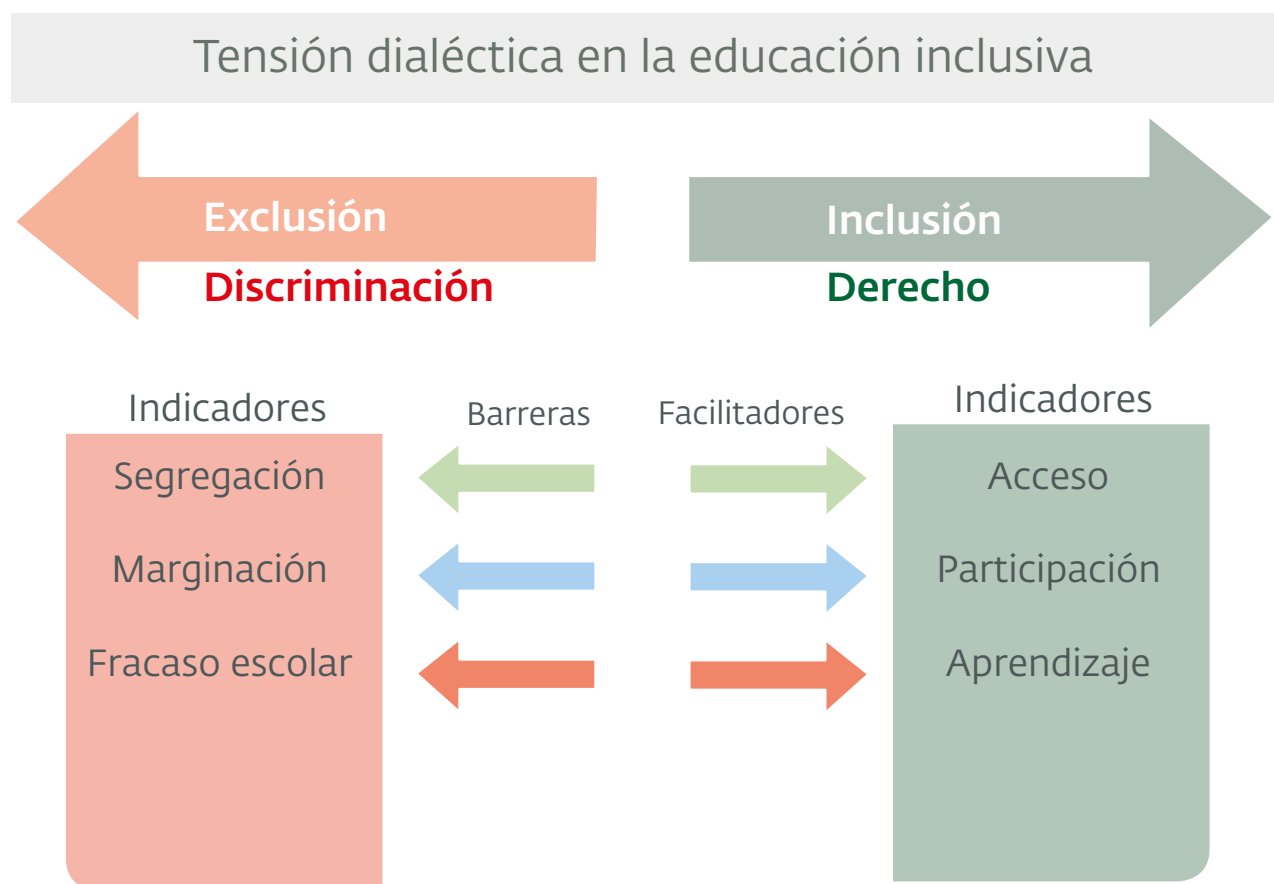 Tensión dialéctica en la educación inclusiva
Exclusión
Discriminación
Inclusión
Derecho
Indicadores
Barreras
Facilitadores
Indicadores
Segregación
Acceso
Marginación
Participación
Fracaso escolar
Aprendizaje